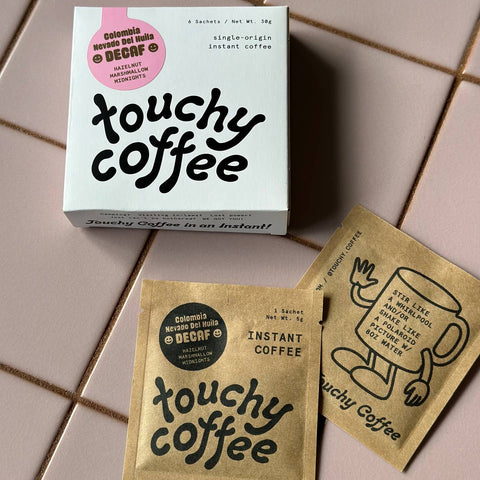 Colombia
Nevado Del Huila
DECAF
HAZELNUT
MARSHMALLOW
MIDNIGHTS
6 Sachets / Net Wt. 30g
single-origin
instant coffee
touchy
coffee
Touchy Coffee in an Instant!
Colombia
Nevado Del Huila
DECAF
HAZELNUT
MARSHMALLOW
MIDNIGHTS
1 Sachet
Net Wt. 5g
INSTANT
COFFEE
touchy
coffee
@TOUCHY.COFFEE
STIR LIKE
A WHIRLPOOL
AND/OR
SHAKE LIKE
A POLAROID
PICTURE W/
8OZ WATER
Touchy Coffee